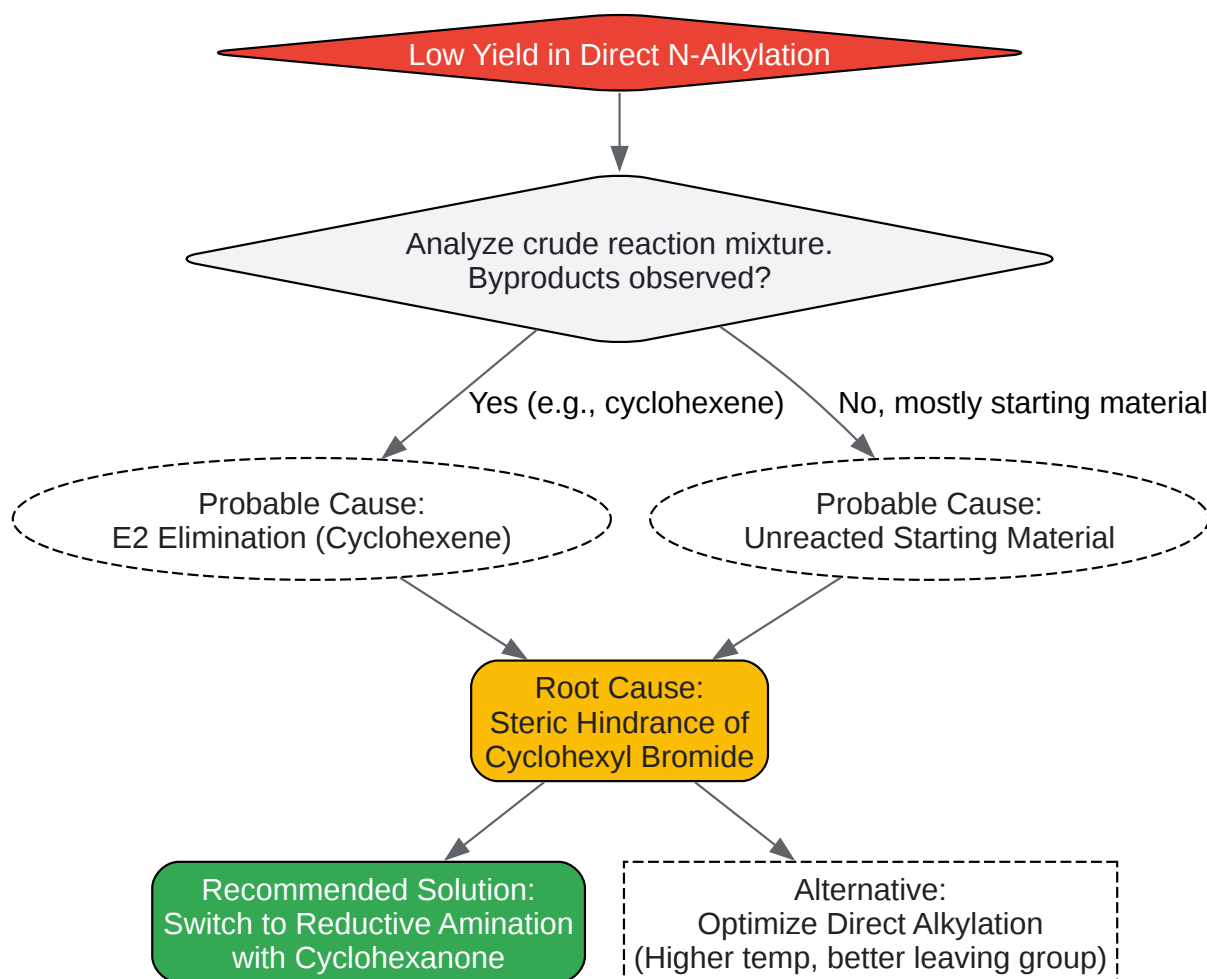 Low Yield in Direct N-Alkylation
Analyze crude reaction mixture.
Byproducts observed?
Yes (e.g., cyclohexene)
No, mostly starting material
Probable Cause:
E2 Elimination (Cyclohexene)
Probable Cause:
Unreacted Starting Material
Root Cause:
Steric Hindrance of
Cyclohexyl Bromide
Recommended Solution:
Switch to Reductive Amination
with Cyclohexanone
Alternative:
Optimize Direct Alkylation
(Higher temp, better leaving group)